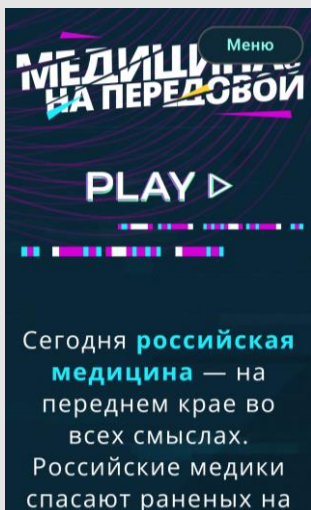 Меню
МЕДИЦИНА
НА ПЕРЕДОВОЙ
PLAY
Сегодня российская
медицина — на
переднем крае во
всех смыслах.
Российские медики
спасают раненых на